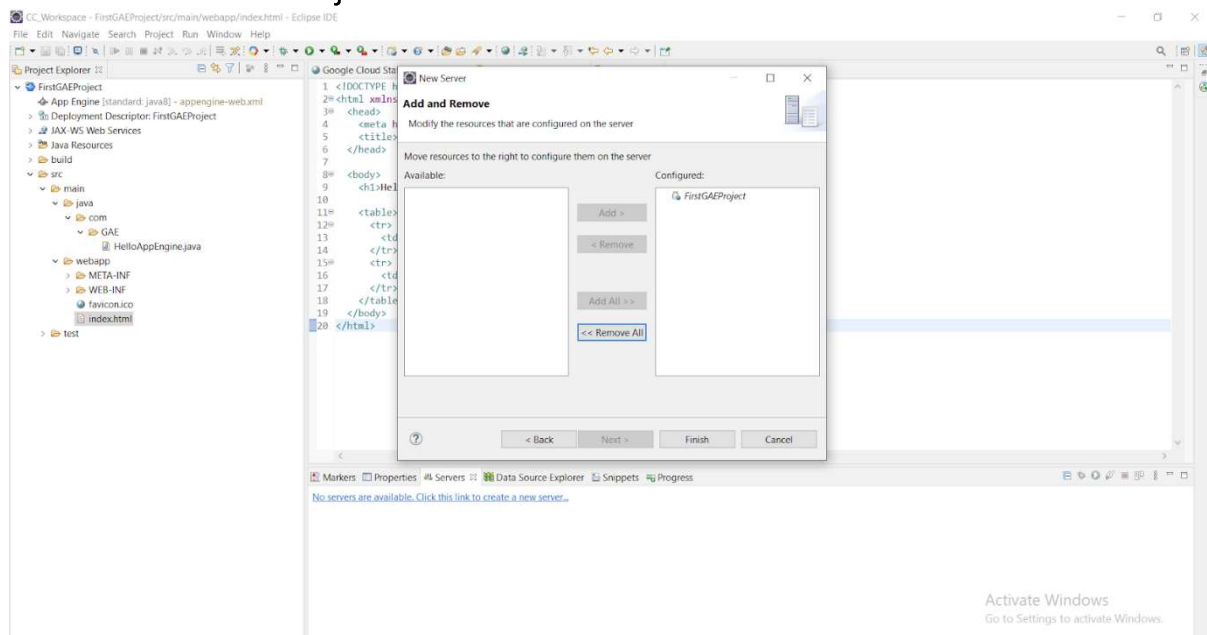 CC_Workspace - FirstGAEProject/src/main/webapp/index.html - Eclipse IDE
File Edit Navigate Search Project Run Window Help
Project Explorer
FirstGAEProject
App Engine [standard: java8] - appengine-web.xml
Deployment Descriptor: FirstGAEProject
JAX-WS Web Services
Java Resources
build
src
main
java
com
GAE
HelloAppEngine.java
webapp
META-INF
WEB-INF
favicon.ico
index.html
test
Google Cloud Sta
1 <!DOCTYPE h
2 <html xmlns
3 <head>
4 <meta h
5 <title>
6 </head>
7
8 <body>
9 <h1>Hel
10
11 <table>
12 <tr>
13 <td
14 </tr>
15 <tr>
16 <td
17 </tr>
18 </table
19 </body>
20 </html>
New Server
Add and Remove
Modify the resources that are configured on the server
Move resources to the right to configure them on the server
Available:
Configured:
FirstGAEProject
Add >
< Remove
Add All >>
<< Remove All
< Back Next > Finish Cancel
Markers Properties Servers Data Source Explorer Snippets Progress
No servers are available. Click this link to create a new server...
Activate Windows
Go to Settings to activate Windows.